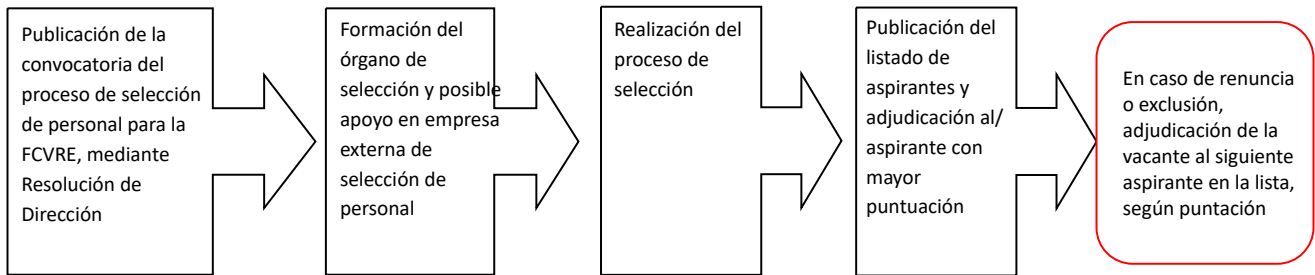 Publicación de la
convocatoria del
proceso de selección
de personal para la
FCVRE, mediante
Resolución de
Dirección
Formación del
órgano de
selección y posible
apoyo en empresa
externa de
selección de
personal
Realización del
proceso de
selección
Publicación del
listado de
aspirantes y
adjudicación al/
aspirante con
mayor
puntuación
En caso de renuncia
o exclusión,
adjudicación de la
vacante al siguiente
aspirante en la lista,
según puntación